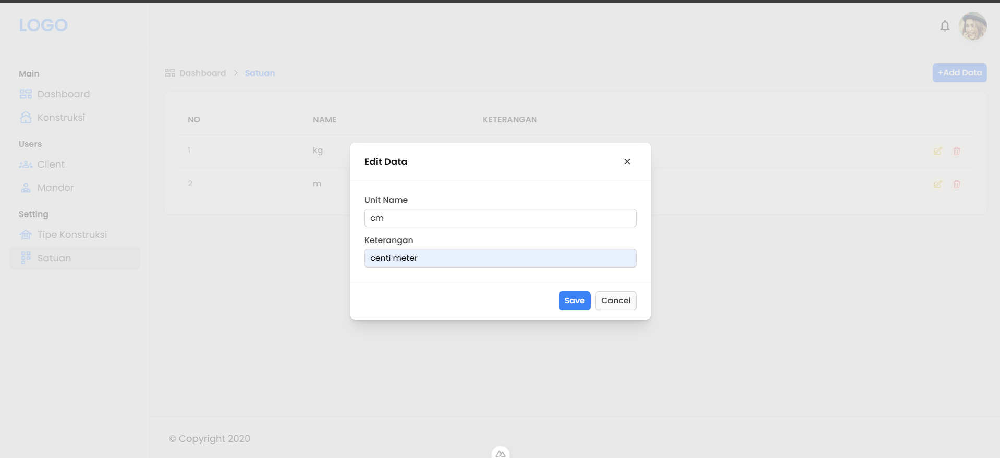 LOGO
Main
Dashboard
Konstruksi
Users
Client
Mandor
Setting
Tipe Konstruksi
Satuan
Dashboard > Satuan
+Add Data
NO NAME KETERANGAN
1 kg
2 m
Edit Data
Unit Name
cm
Keterangan
centi meter
Save Cancel
© Copyright 2020